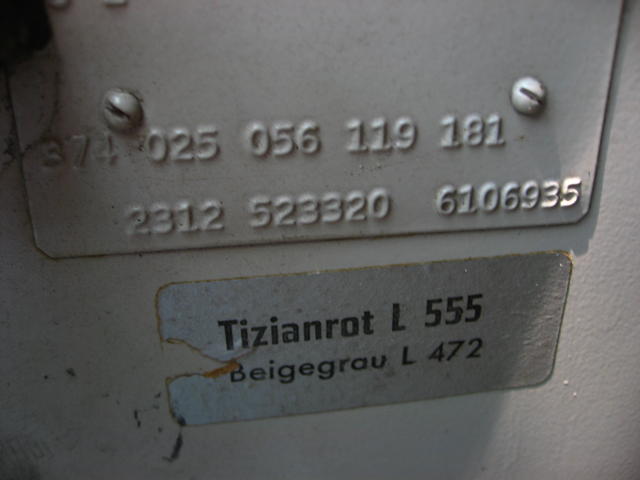 374 025 056 119 181
2312 523320 6106935
Tizianrot L 555
Beigegrau L 472